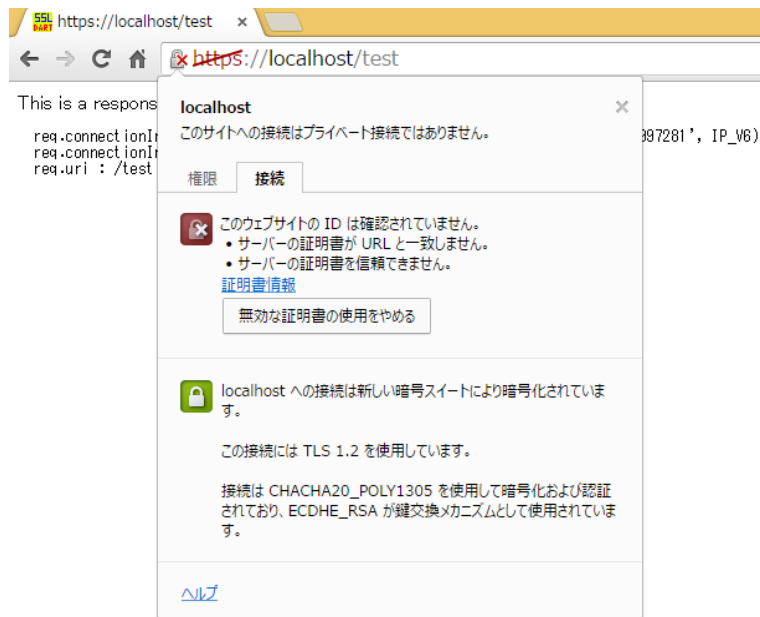 SSL DART https://localhost/test ×
https://localhost/test
This is a respons
req.connectionIn
997281', IP_V6)
req.connectionIn
req.uri : /test
localhost ×
このサイトへの接続はプライベート接続ではありません。
権限 接続
このウェブサイトの ID は確認されていません。
• サーバーの証明書が URL と一致しません。
• サーバーの証明書を信頼できません。
証明書情報
無効な証明書の使用をやめる
localhost への接続は新しい暗号スイートにより暗号化されていま
す。
この接続には TLS 1.2 を使用しています。
接続は CHACHA20_POLY1305 を使用して暗号化および認証
されており、ECDHE_RSA が鍵交換メカニズムとして使用されていま
す。
ヘルプ